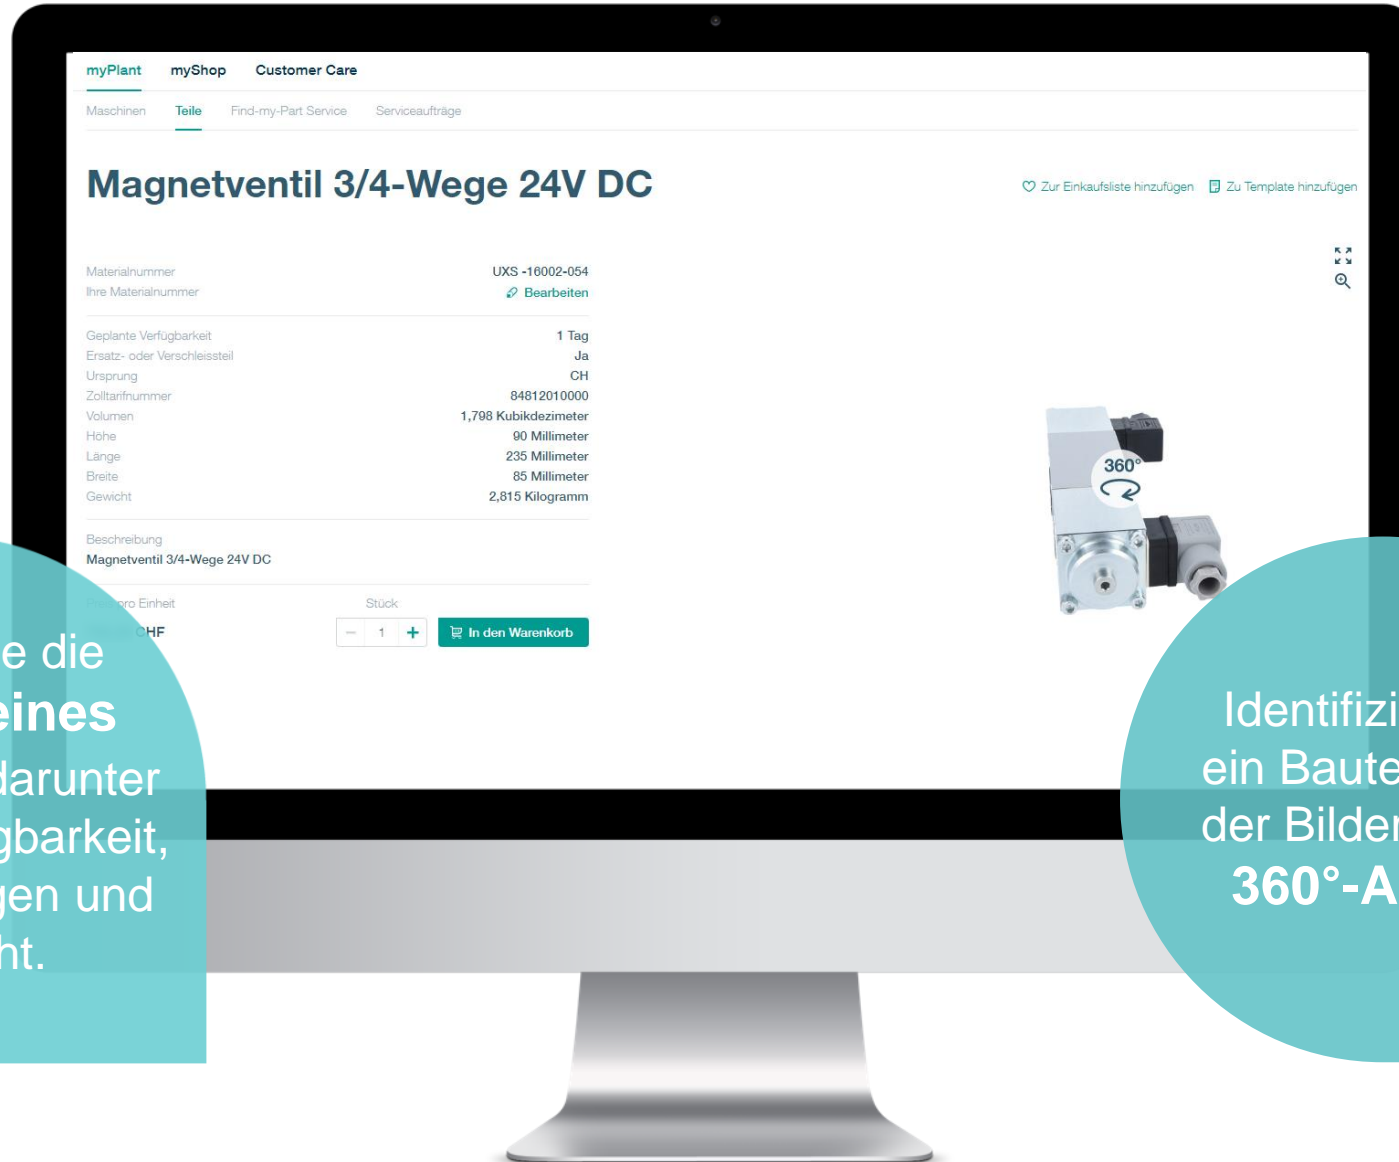 myPlant myShop Customer Care
Maschinen Teile Find-my-Part Service Serviceaufträge
Magnetventil 3/4-Wege 24V DC
Zur Einkaufsliste hinzufügen Zu Template hinzufügen
Materialnummer UXS -16002-054
Ihre Materialnummer Bearbeiten
Geplante Verfügbarkeit 1 Tag
Ersatz- oder Verschleissteil Ja
Ursprung CH
Zolltarifnummer 84812010000
Volumen 1,798 Kubikdezimeter
Höhe 90 Millimeter
Länge 235 Millimeter
Breite 85 Millimeter
Gewicht 2,815 Kilogramm
Beschreibung
Magnetventil 3/4-Wege 24V DC
pro Einheit Stück
CHF − 1 + In den Warenkorb
360°
e die
eines
darunter
gbarkeit,
gen und
ht.
Identifizi
ein Baute
der Bilder
360°-A